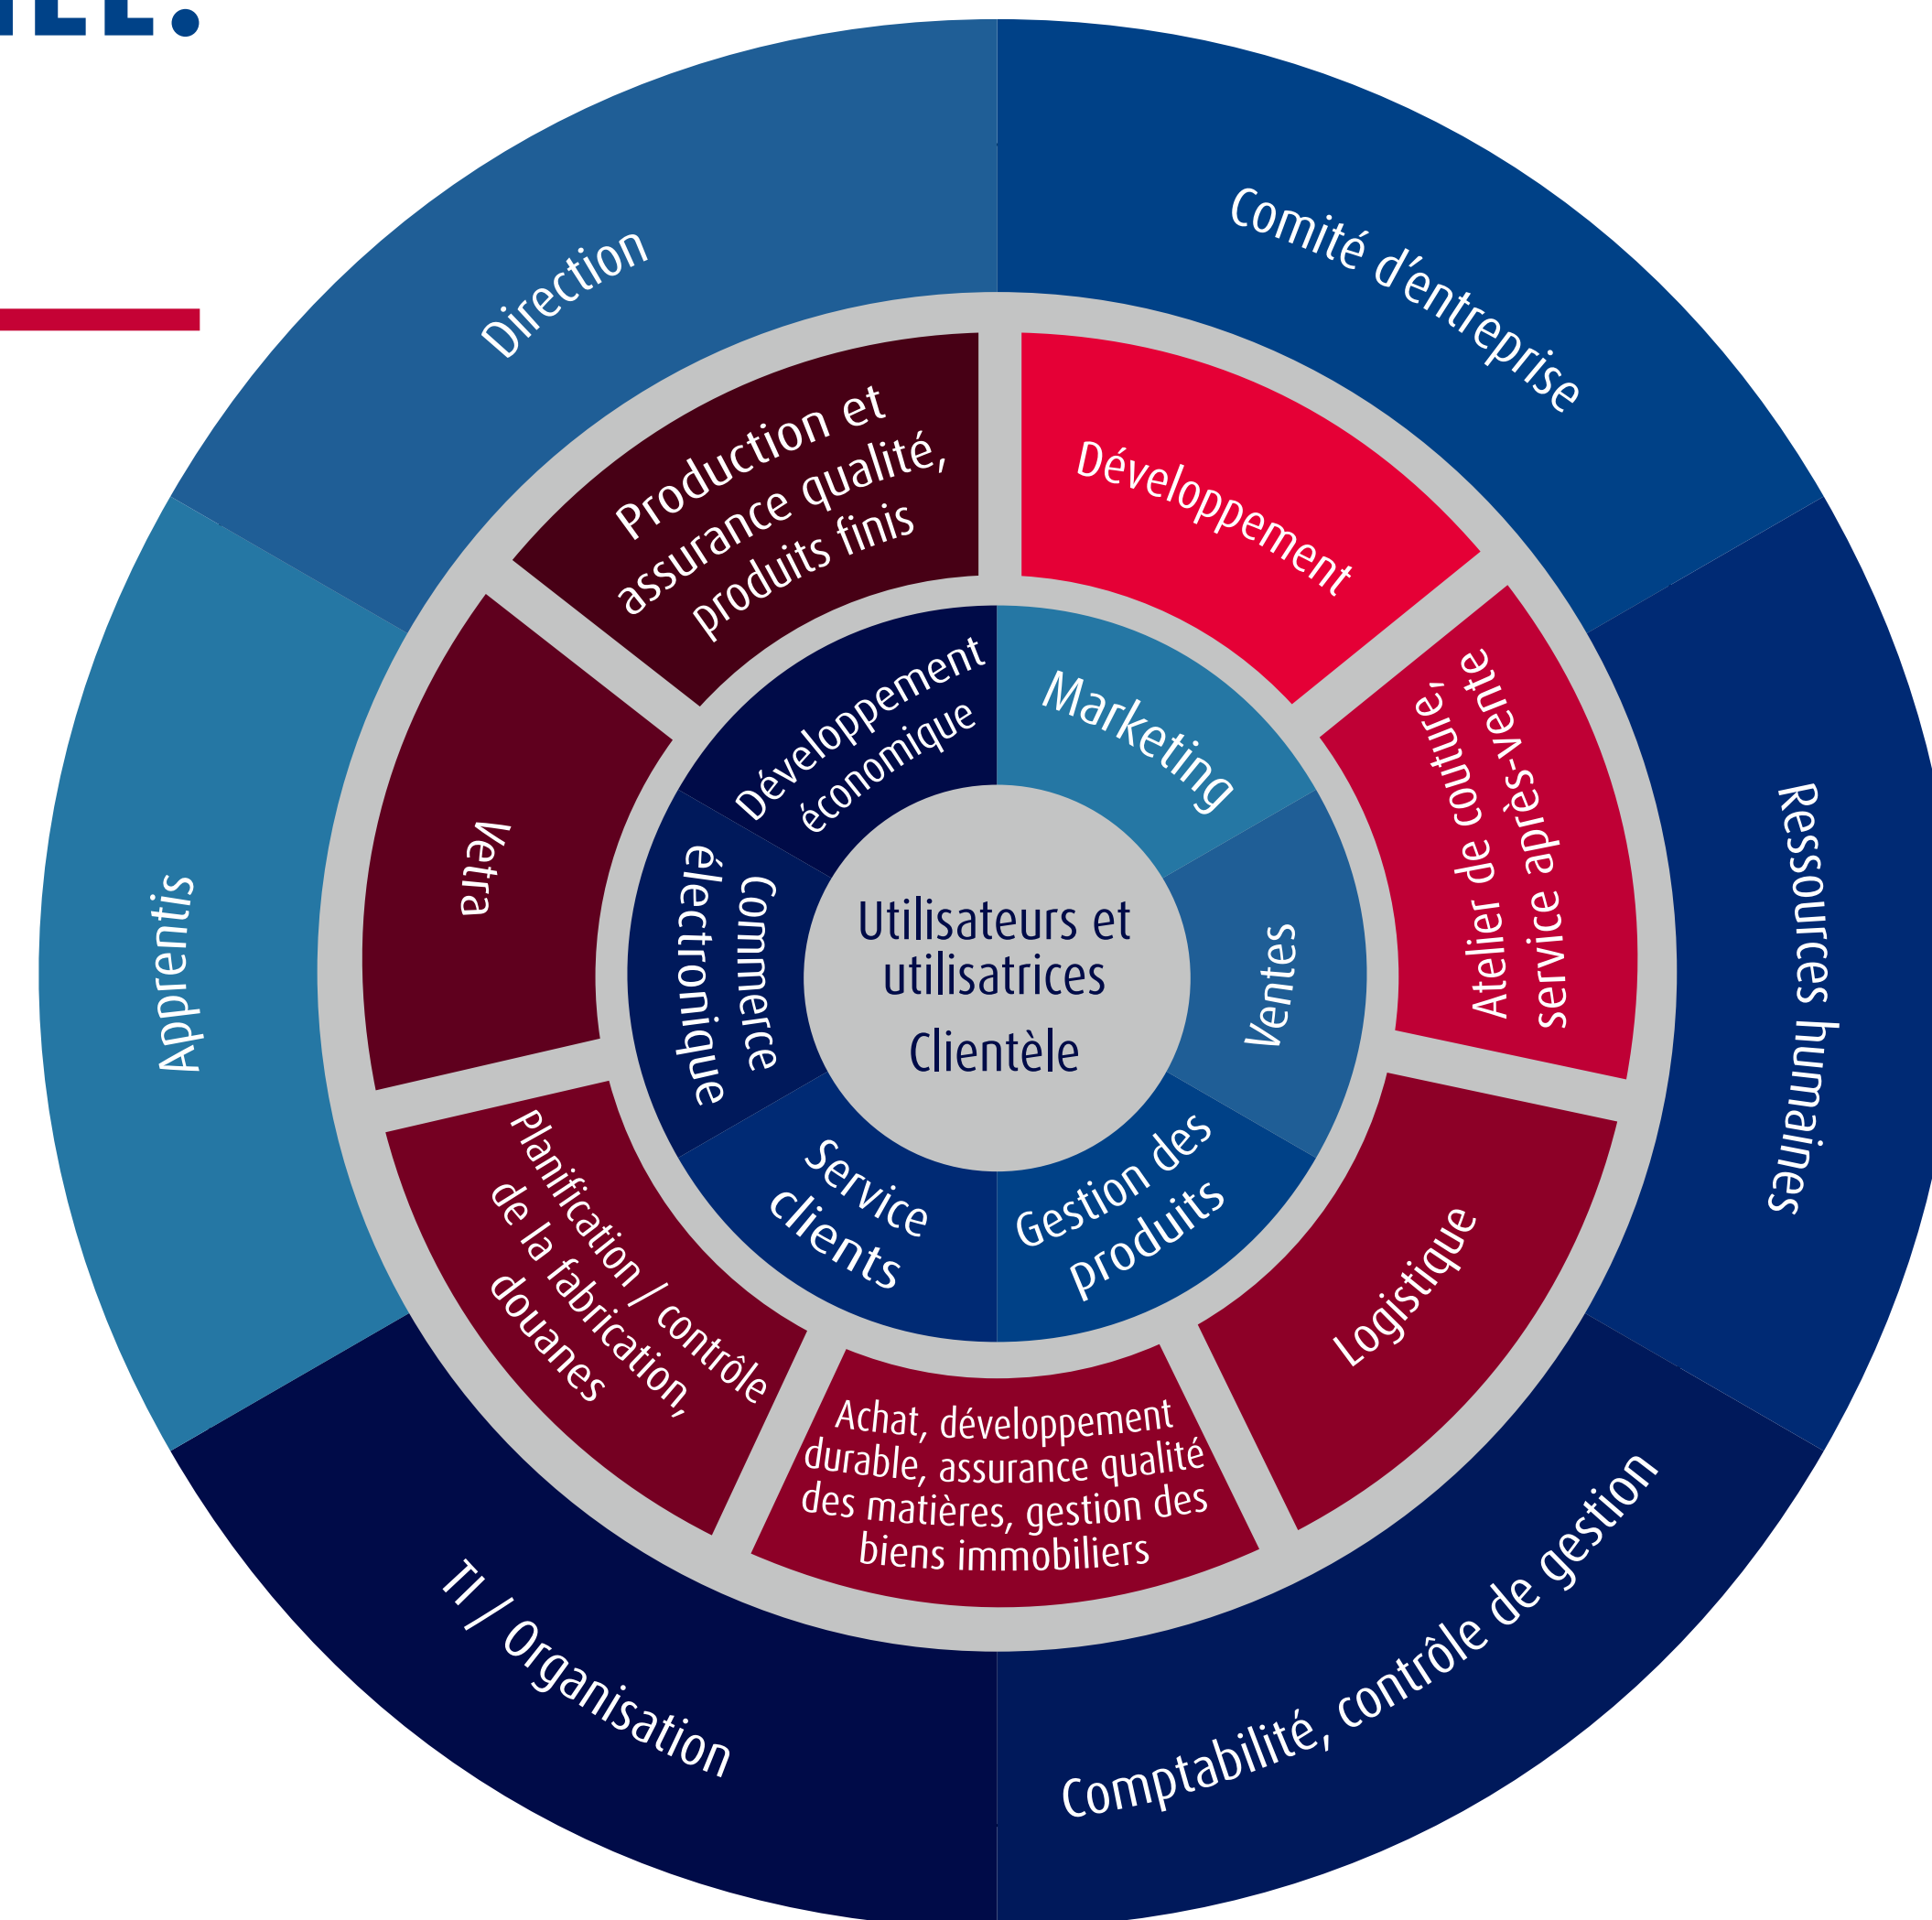 Direction
Comité d'entreprise
Ressources humaines
Comptabilité, contrôle de gestion
TI / Organisation
Apprentis
Production et
assurance qualité,
produits finis
Développement
Atelier de couture
service après-vente
Logistique
Achat, développement
durable, assurance qualité
des matières, gestion des
biens immobiliers
Planification / contrôle
de la fabrication,
douanes
Développement
économique
Marketing
Ventes
Gestion des
produits
Service
clients
Commerce
électronique
Utilisateurs et
utilisatrices
Clientèle